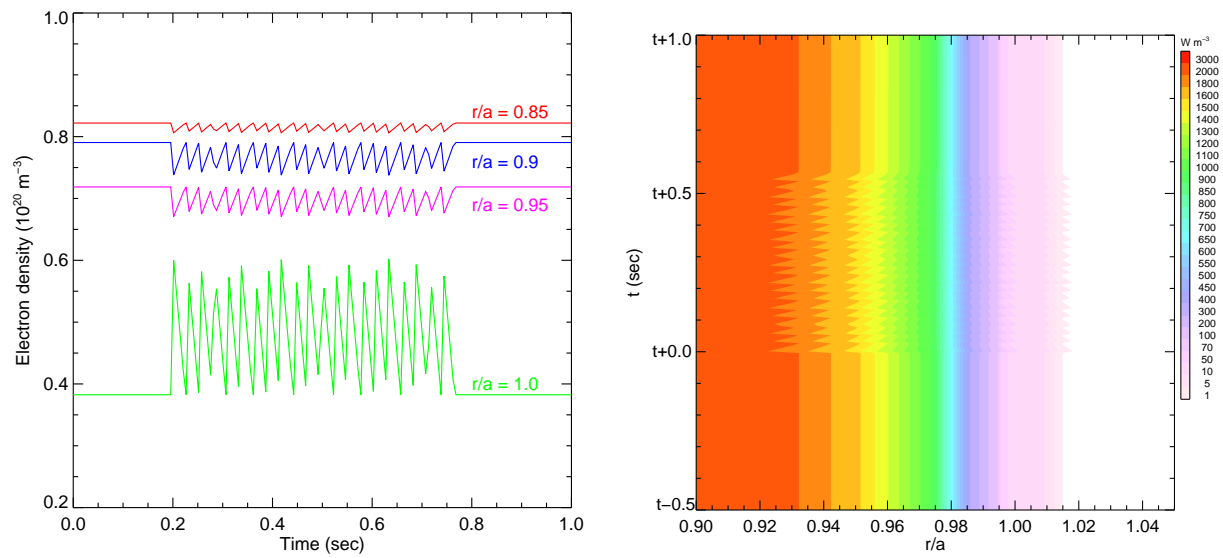 1.0
r/a = 0.85
0.8
r/a = 0.9
r/a = 0.95
0.6
r/a = 1.0
0.4
0.2
0.0 0.2 0.4 0.6 0.8 1.0
Time (sec)
Electron density (10²⁰ m⁻³)
t+1.0
t+0.5
t+0.0
t−0.5
t (sec)
0.90 0.92 0.94 0.96 0.98 1.00 1.02 1.04
r/a
W m⁻³
3000
2000
1800
1600
1500
1400
1300
1200
1100
1000
900
800
700
600
650
550
500
450
400
300
200
100
70
50
10
5
1